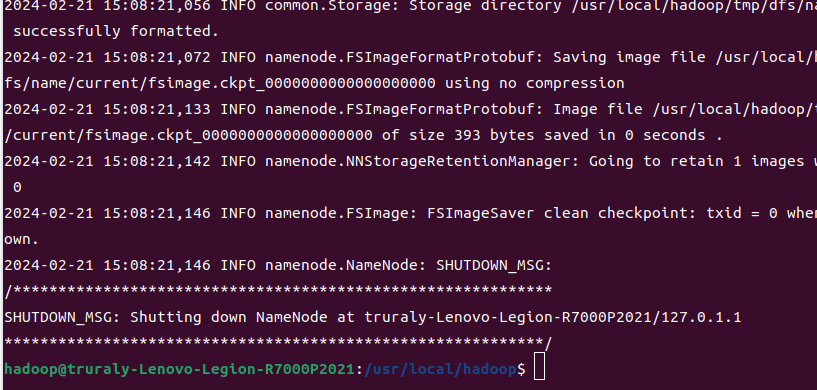 2024-02-21 15:08:21,056 INFO common.Storage: Storage directory /usr/local/hadoop/tmp/dfs/na
 successfully formatted.
2024-02-21 15:08:21,072 INFO namenode.FSImageFormatProtobuf: Saving image file /usr/local/h
fs/name/current/fsimage.ckpt_0000000000000000000 using no compression
2024-02-21 15:08:21,133 INFO namenode.FSImageFormatProtobuf: Image file /usr/local/hadoop/t
/current/fsimage.ckpt_0000000000000000000 of size 393 bytes saved in 0 seconds .
2024-02-21 15:08:21,142 INFO namenode.NNStorageRetentionManager: Going to retain 1 images w
 0
2024-02-21 15:08:21,146 INFO namenode.FSImage: FSImageSaver clean checkpoint: txid = 0 when
own.
2024-02-21 15:08:21,146 INFO namenode.NameNode: SHUTDOWN_MSG:
/************************************************************
SHUTDOWN_MSG: Shutting down NameNode at truraly-Lenovo-Legion-R7000P2021/127.0.1.1
************************************************************/
hadoop@truraly-Lenovo-Legion-R7000P2021:/usr/local/hadoop$